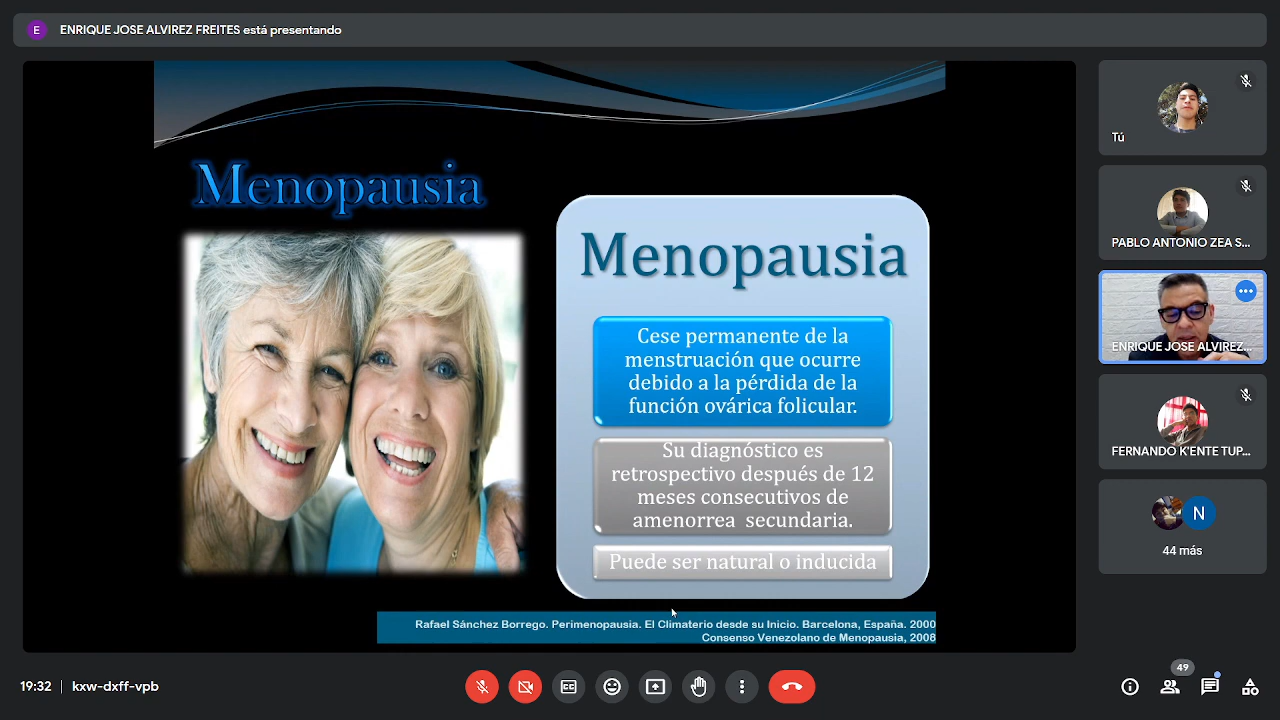 E
ENRIQUE JOSE ALVIREZ FREITES está presentando
Menopausia
Menopausia
Cese permanente de la
menstruación que ocurre
debido a la pérdida de la
función ovárica folicular.
Su diagnóstico es
retrospectivo después de 12
meses consecutivos de
amenorrea secundaria.
Puede ser natural o inducida
Rafael Sánchez Borrego. Perimenopausia. El Climaterio desde su Inicio. Barcelona, España. 2000
Consenso Venezolano de Menopausia, 2008
Tú
PABLO ANTONIO ZEA S...
ENRIQUE JOSE ALVIREZ...
FERNANDO K'ENTE TUP...
N
44 más
19:32 | kxw-dxff-vpb
49